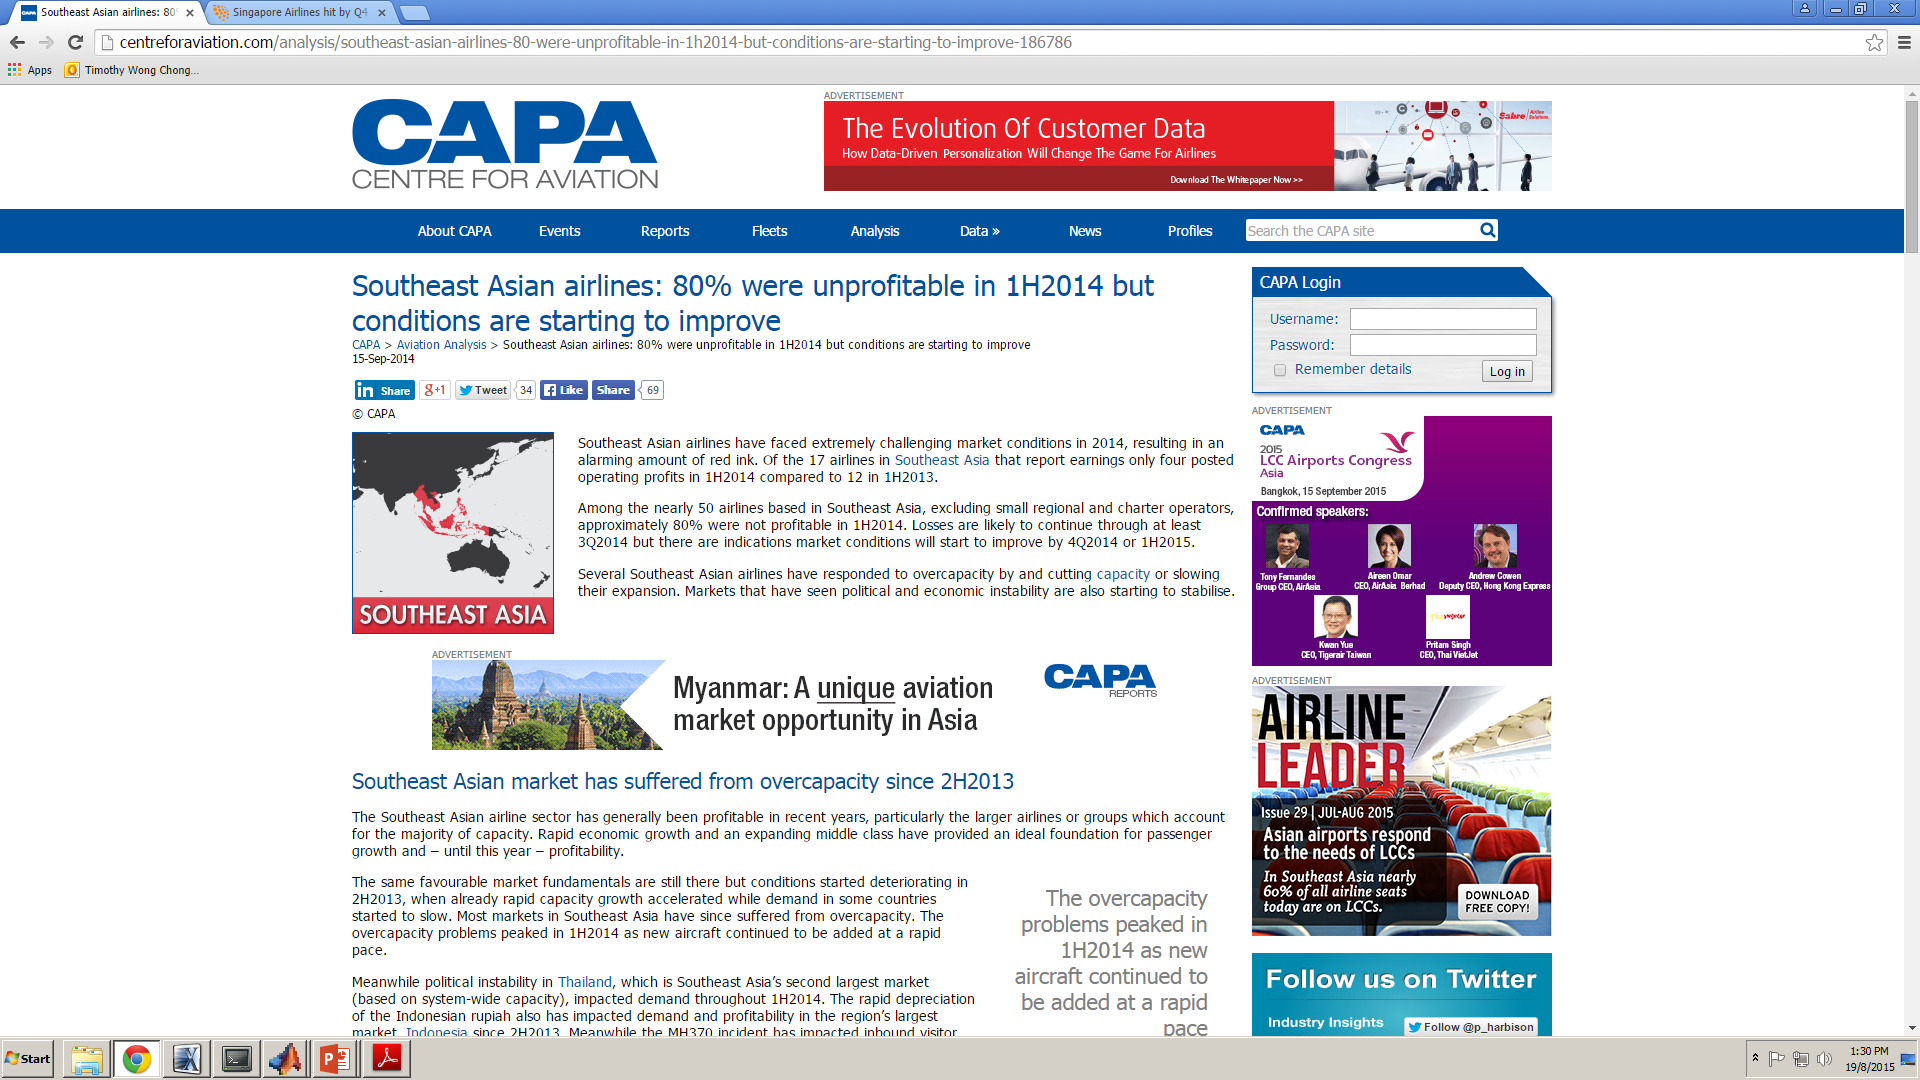 Southeast Asian airlines: 80%
Singapore Airlines hit by Q4
centreforaviation.com/analysis/southeast-asian-airlines-80-were-unprofitable-in-1h2014-but-conditions-are-starting-to-improve-186786
Apps
Timothy Wong Chong...
CAPA
CENTRE FOR AVIATION
ADVERTISEMENT
The Evolution Of Customer Data
How Data-Driven Personalization Will Change The Game For Airlines
Download The Whitepaper Now >>
Sabre Airline Solutions.
About CAPA Events Reports Fleets Analysis Data » News Profiles Search the CAPA site
Southeast Asian airlines: 80% were unprofitable in 1H2014 but
conditions are starting to improve
CAPA > Aviation Analysis > Southeast Asian airlines: 80% were unprofitable in 1H2014 but conditions are starting to improve
15-Sep-2014
in Share g+1 Tweet 34 Like Share 69
© CAPA
SOUTHEAST ASIA
Southeast Asian airlines have faced extremely challenging market conditions in 2014, resulting in an
alarming amount of red ink. Of the 17 airlines in Southeast Asia that report earnings only four posted
operating profits in 1H2014 compared to 12 in 1H2013.
Among the nearly 50 airlines based in Southeast Asia, excluding small regional and charter operators,
approximately 80% were not profitable in 1H2014. Losses are likely to continue through at least
3Q2014 but there are indications market conditions will start to improve by 4Q2014 or 1H2015.
Several Southeast Asian airlines have responded to overcapacity by and cutting capacity or slowing
their expansion. Markets that have seen political and economic instability are also starting to stabilise.
ADVERTISEMENT
Myanmar: A unique aviation
market opportunity in Asia
CAPA
REPORTS
Southeast Asian market has suffered from overcapacity since 2H2013
The Southeast Asian airline sector has generally been profitable in recent years, particularly the larger airlines or groups which account
for the majority of capacity. Rapid economic growth and an expanding middle class have provided an ideal foundation for passenger
growth and – until this year – profitability.
The same favourable market fundamentals are still there but conditions started deteriorating in
2H2013, when already rapid capacity growth accelerated while demand in some countries
started to slow. Most markets in Southeast Asia have since suffered from overcapacity. The
overcapacity problems peaked in 1H2014 as new aircraft continued to be added at a rapid
pace.
The overcapacity
problems peaked in
1H2014 as new
aircraft continued to
be added at a rapid
pace
Meanwhile political instability in Thailand, which is Southeast Asia's second largest market
(based on system-wide capacity), impacted demand throughout 1H2014. The rapid depreciation
of the Indonesian rupiah also has impacted demand and profitability in the region's largest
market, Indonesia since 2H2013. Meanwhile the MH370 incident has impacted inbound visitor
CAPA Login
Username:
Password:
Remember details
Log in
ADVERTISEMENT
CAPA
2015
LCC Airports Congress
Asia
Bangkok, 15 September 2015
Confirmed speakers:
Tony Fernandes
Group CEO, AirAsia
Aireen Omar
CEO, AirAsia Berhad
Andrew Cowen
Deputy CEO, Hong Kong Express
Kwan Yue
CEO, Tigerair Taiwan
Pritam Singh
CEO, Thai VietJet
ADVERTISEMENT
AIRLINE
LEADER
Issue 29 | JUL-AUG 2015
Asian airports respond
to the needs of LCCs
In Southeast Asia nearly
60% of all airline seats
today are on LCCs.
DOWNLOAD
FREE COPY!
Follow us on Twitter
Industry Insights
Follow @p_harbison
Start
1:30 PM
19/8/2015